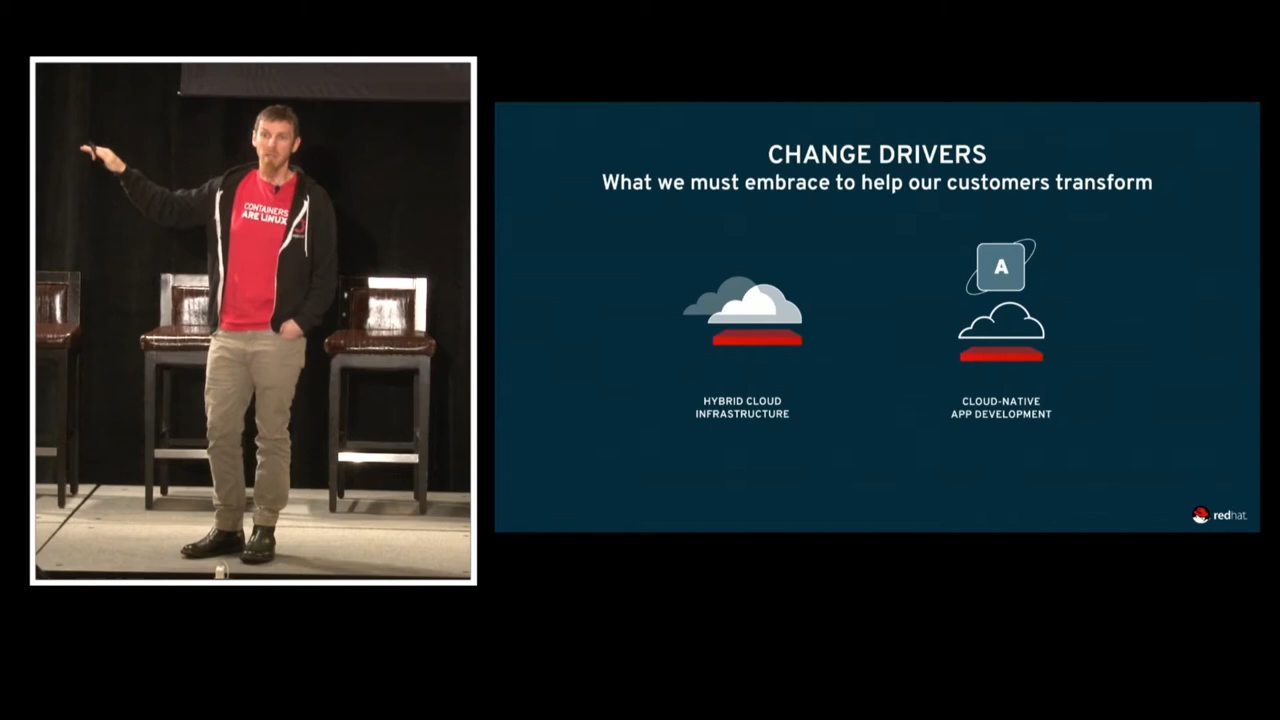 CONTAINERS
ARE LINUX
CHANGE DRIVERS
What we must embrace to help our customers transform
A
HYBRID CLOUD
INFRASTRUCTURE
CLOUD-NATIVE
APP DEVELOPMENT
redhat.